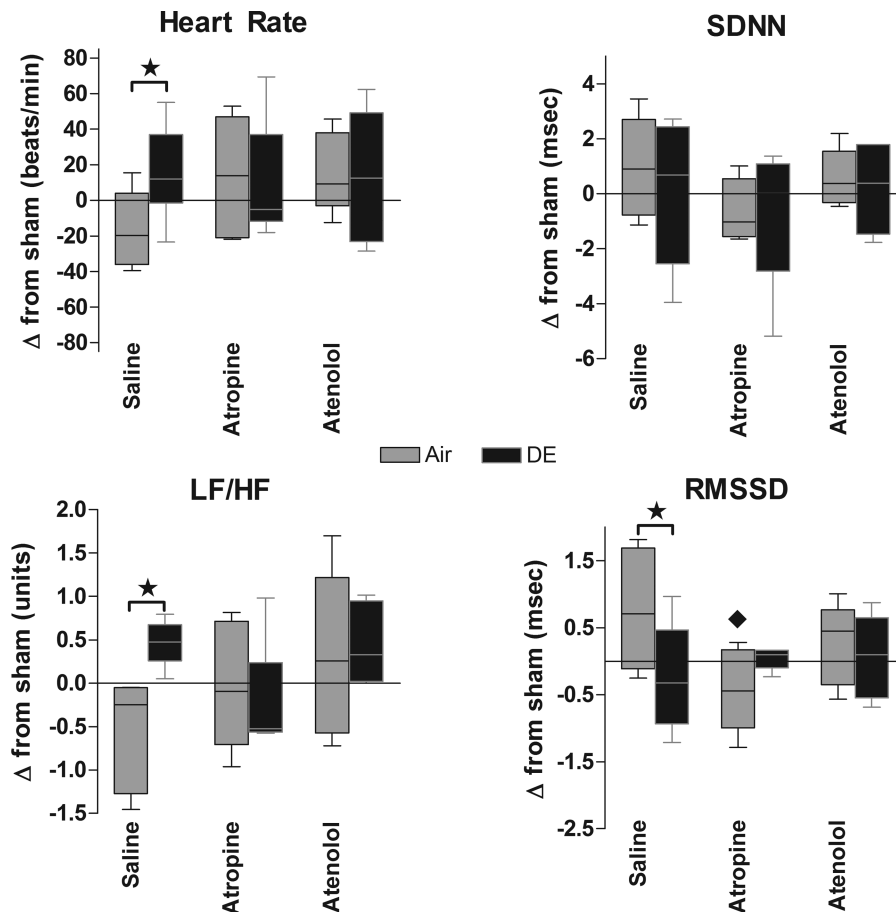 Heart Rate
Δ from sham (beats/min)
80
60
40
20
0
-20
-40
-60
-80
Saline
Atropine
Atenolol
SDNN
Δ from sham (msec)
4
2
0
-2
-4
-6
Saline
Atropine
Atenolol
Air
DE
LF/HF
Δ from sham (units)
2.0
1.5
1.0
0.5
0.0
-0.5
-1.0
-1.5
Saline
Atropine
Atenolol
RMSSD
Δ from sham (msec)
1.5
0.5
-0.5
-1.5
-2.5
Saline
Atropine
Atenolol